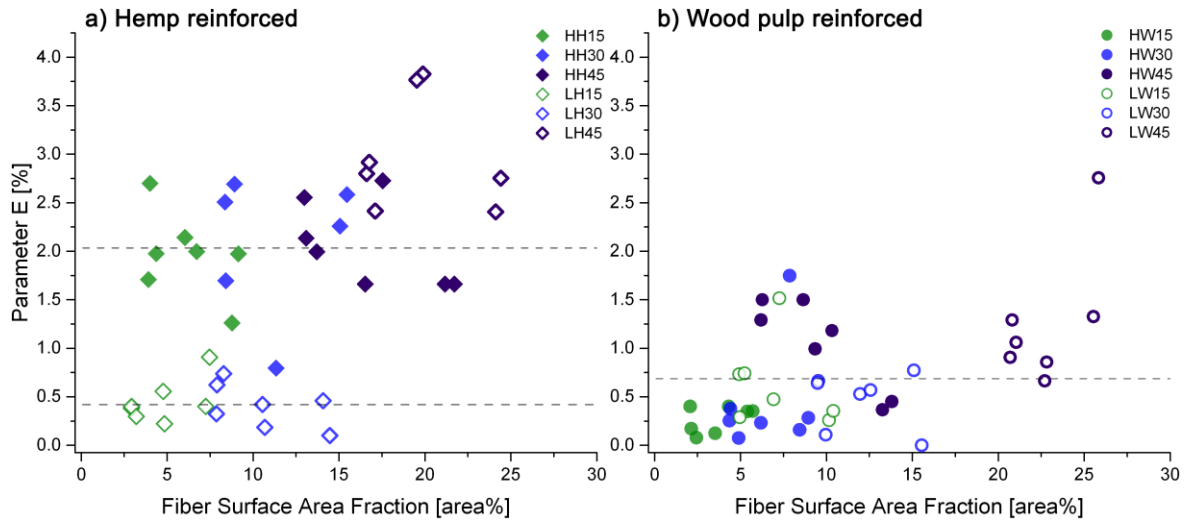 a) Hemp reinforced
HH15
HH30
HH45
LH15
LH30
LH45
4.0
3.5
3.0
2.5
2.0
1.5
1.0
0.5
0.0
Parameter E [%]
0
5
10
15
20
25
30
Fiber Surface Area Fraction [area%]
b) Wood pulp reinforced
HW15
HW30
HW45
LW15
LW30
LW45
4.0
3.5
3.0
2.5
2.0
1.5
1.0
0.5
0.0
0
5
10
15
20
25
30
Fiber Surface Area Fraction [area%]